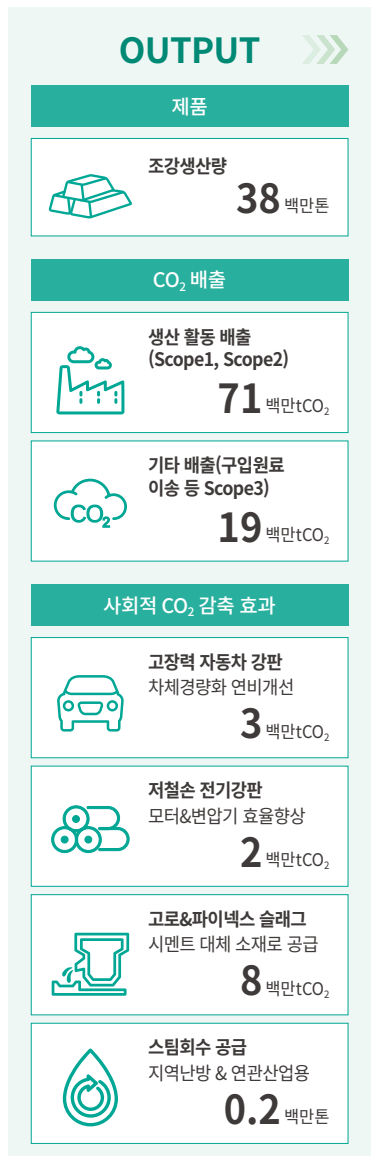 OUTPUT
제품
조강생산량
38 백만톤
CO₂ 배출
생산 활동 배출
(Scope1, Scope2)
71 백만tCO₂
기타 배출(구입원료
이송 등 Scope3)
CO₂
19 백만tCO₂
사회적 CO₂ 감축 효과
고장력 자동차 강판
차체경량화 연비개선
3 백만tCO₂
저철손 전기강판
모터&변압기 효율향상
2 백만tCO₂
고로&파이넥스 슬래그
시멘트 대체 소재로 공급
8 백만tCO₂
스팀회수 공급
지역난방 & 연관산업용
0.2 백만톤